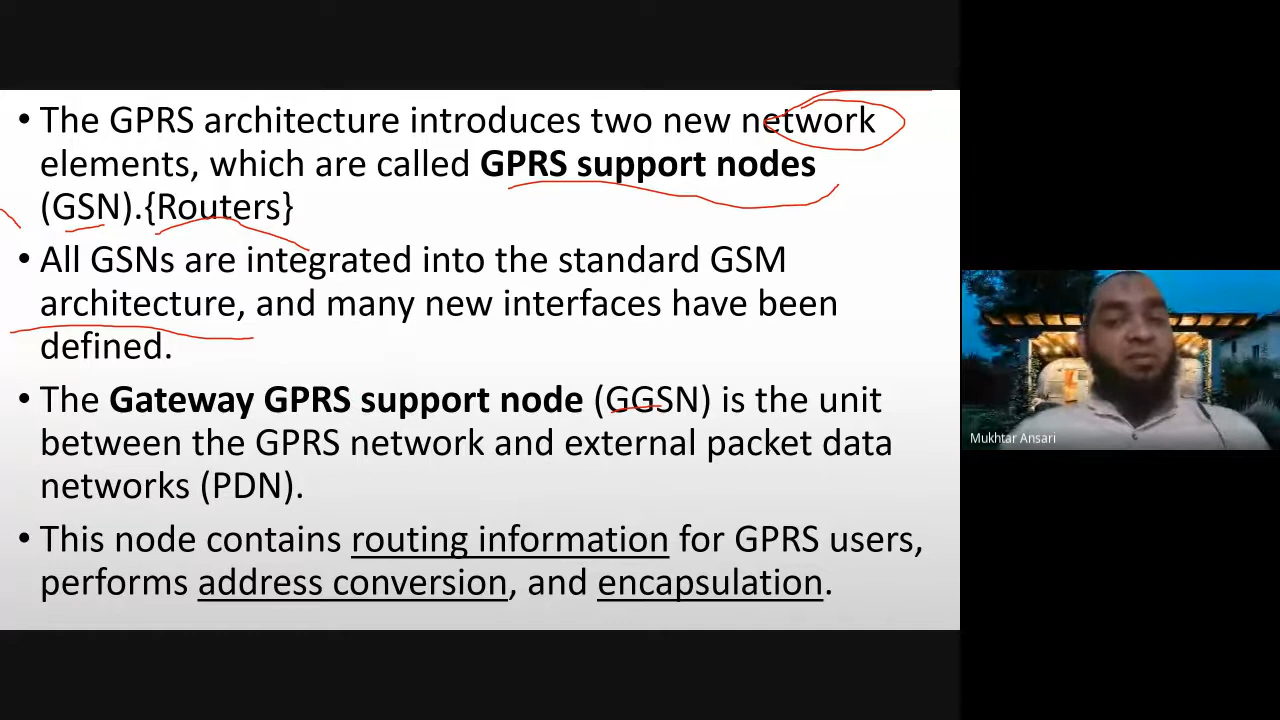 • The GPRS architecture introduces two new network
elements, which are called GPRS support nodes
(GSN).{Routers}
• All GSNs are integrated into the standard GSM
architecture, and many new interfaces have been
defined.
• The Gateway GPRS support node (GGSN) is the unit
between the GPRS network and external packet data
networks (PDN).
• This node contains routing information for GPRS users,
performs address conversion, and encapsulation.
Mukhtar Ansari